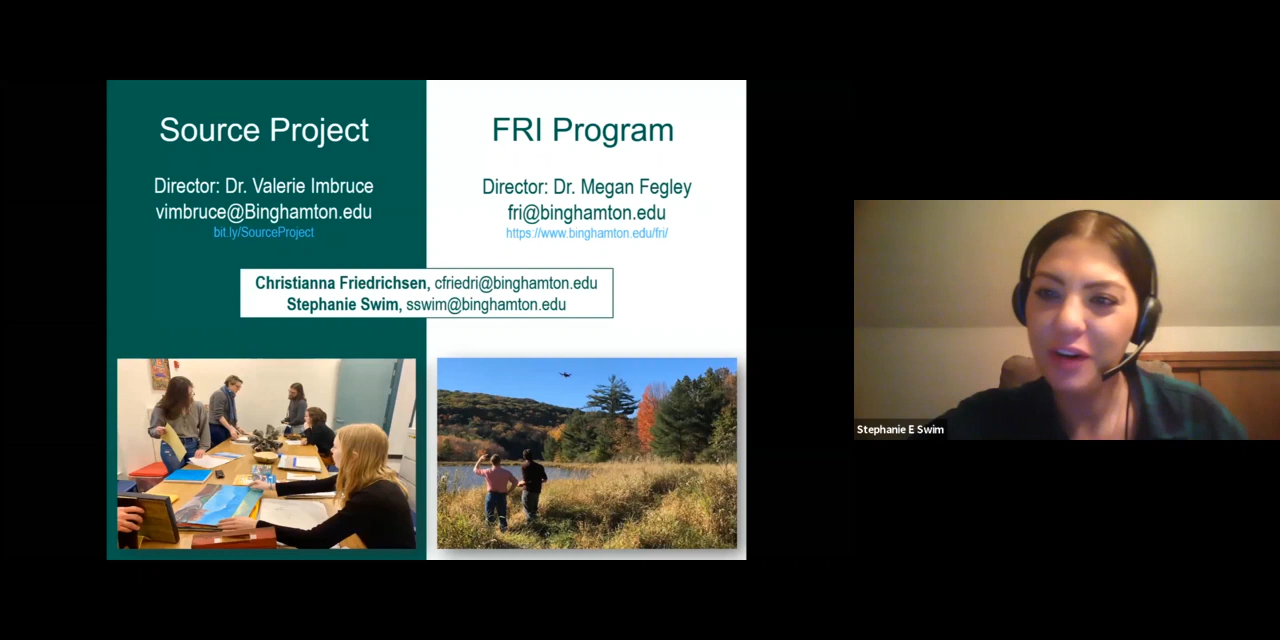 Source Project
Director: Dr. Valerie Imbruce
vimbruce@Binghamton.edu
bit.ly/SourceProject
FRI Program
Director: Dr. Megan Fegley
fri@binghamton.edu
https://www.binghamton.edu/fri/
Christianna Friedrichsen, cfriedri@binghamton.edu
Stephanie Swim, sswim@binghamton.edu
Stephanie E Swim